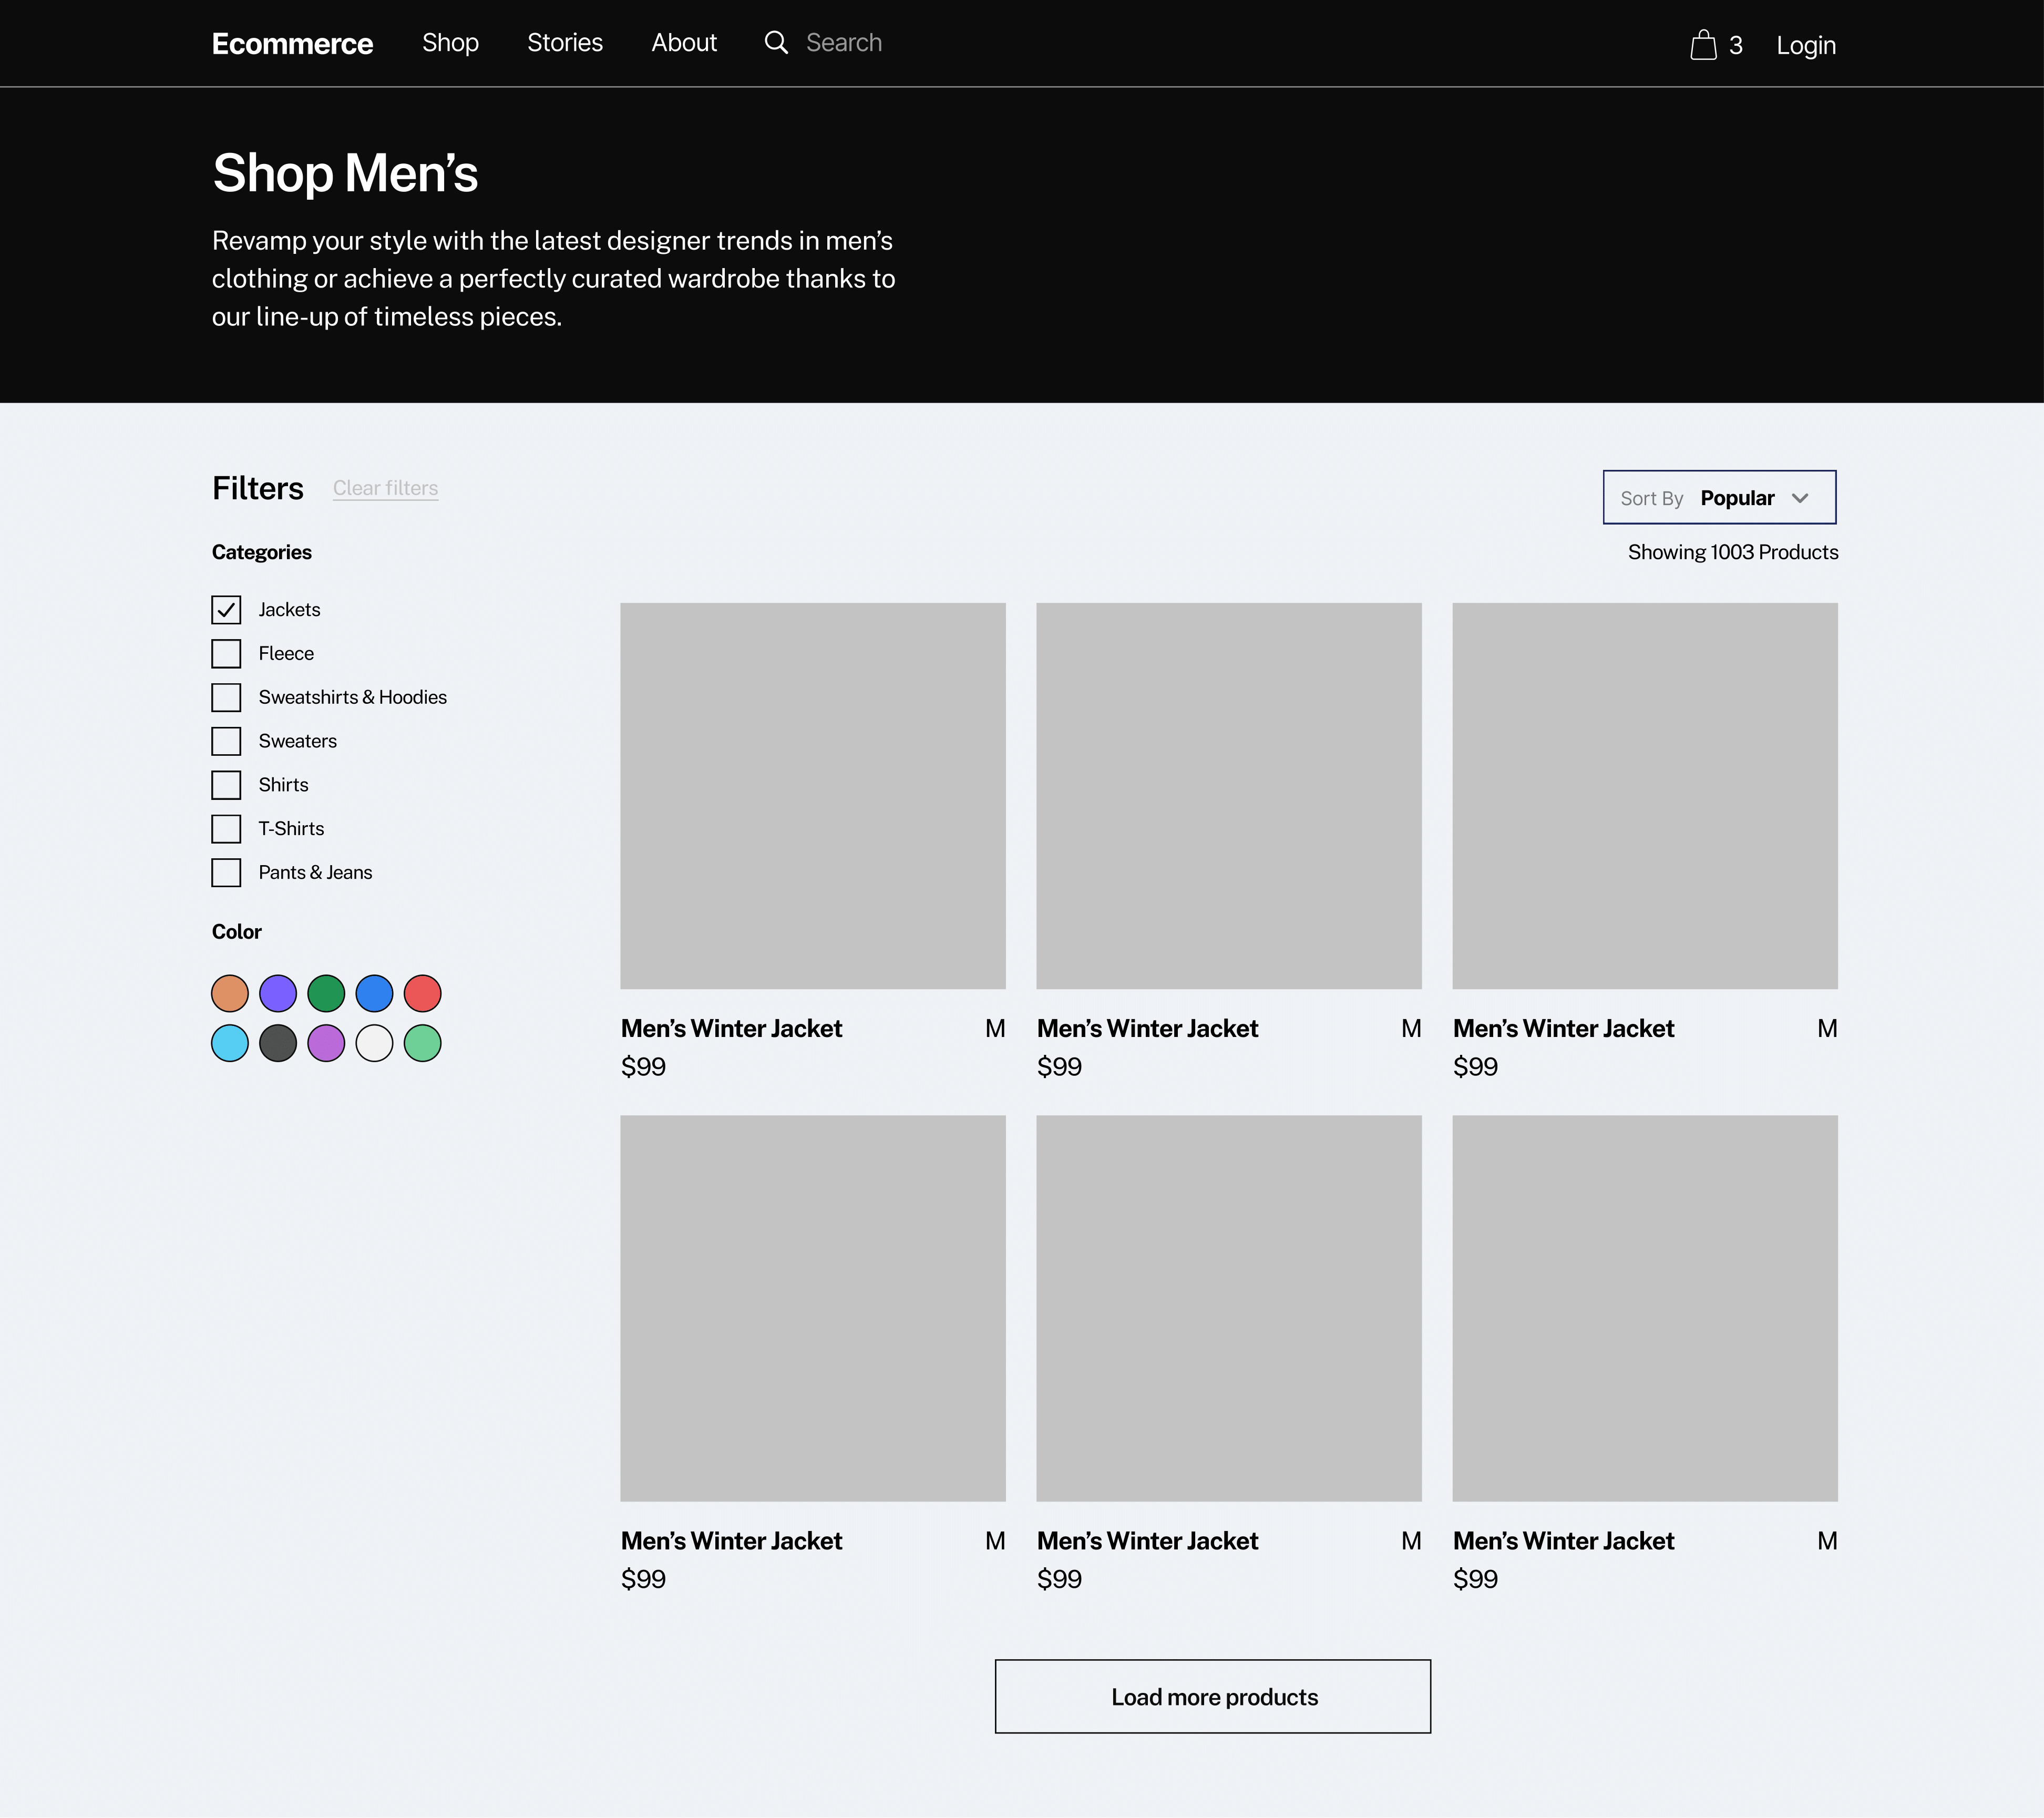 Ecommerce Shop Stories About Search 3 Login
Shop Men’s
Revamp your style with the latest designer trends in men’s
clothing or achieve a perfectly curated wardrobe thanks to
our line-up of timeless pieces.
Filters Clear filters
Sort By Popular
Categories
Showing 1003 Products
Jackets
Fleece
Sweatshirts & Hoodies
Sweaters
Shirts
T-Shirts
Pants & Jeans
Color
Men’s Winter Jacket M
$99
Men’s Winter Jacket M
$99
Men’s Winter Jacket M
$99
Men’s Winter Jacket M
$99
Men’s Winter Jacket M
$99
Men’s Winter Jacket M
$99
Load more products